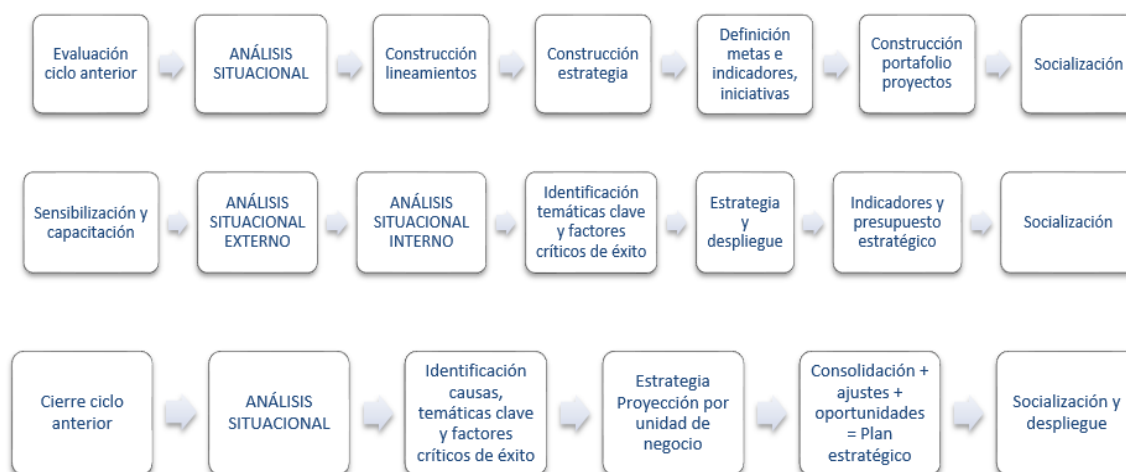 Evaluación
ciclo anterior
ANÁLISIS
SITUACIONAL
Construcción
lineamientos
Construcción
estrategia
Definición
metas e
indicadores,
iniciativas
Construcción
portafolio
proyectos
Socialización
Sensibilización y
capacitación
ANÁLISIS
SITUACIONAL
EXTERNO
ANÁLISIS
SITUACIONAL
INTERNO
Identificación
temáticas clave
y factores
críticos de éxito
Estrategia
y
despliegue
Indicadores y
presupuesto
estratégico
Socialización
Cierre ciclo
anterior
ANÁLISIS
SITUACIONAL
Identificación
causas,
temáticas clave
y factores
críticos de éxito
Estrategia
Proyección por
unidad de
negocio
Consolidación +
ajustes +
oportunidades
= Plan
estratégico
Socialización y
despliegue